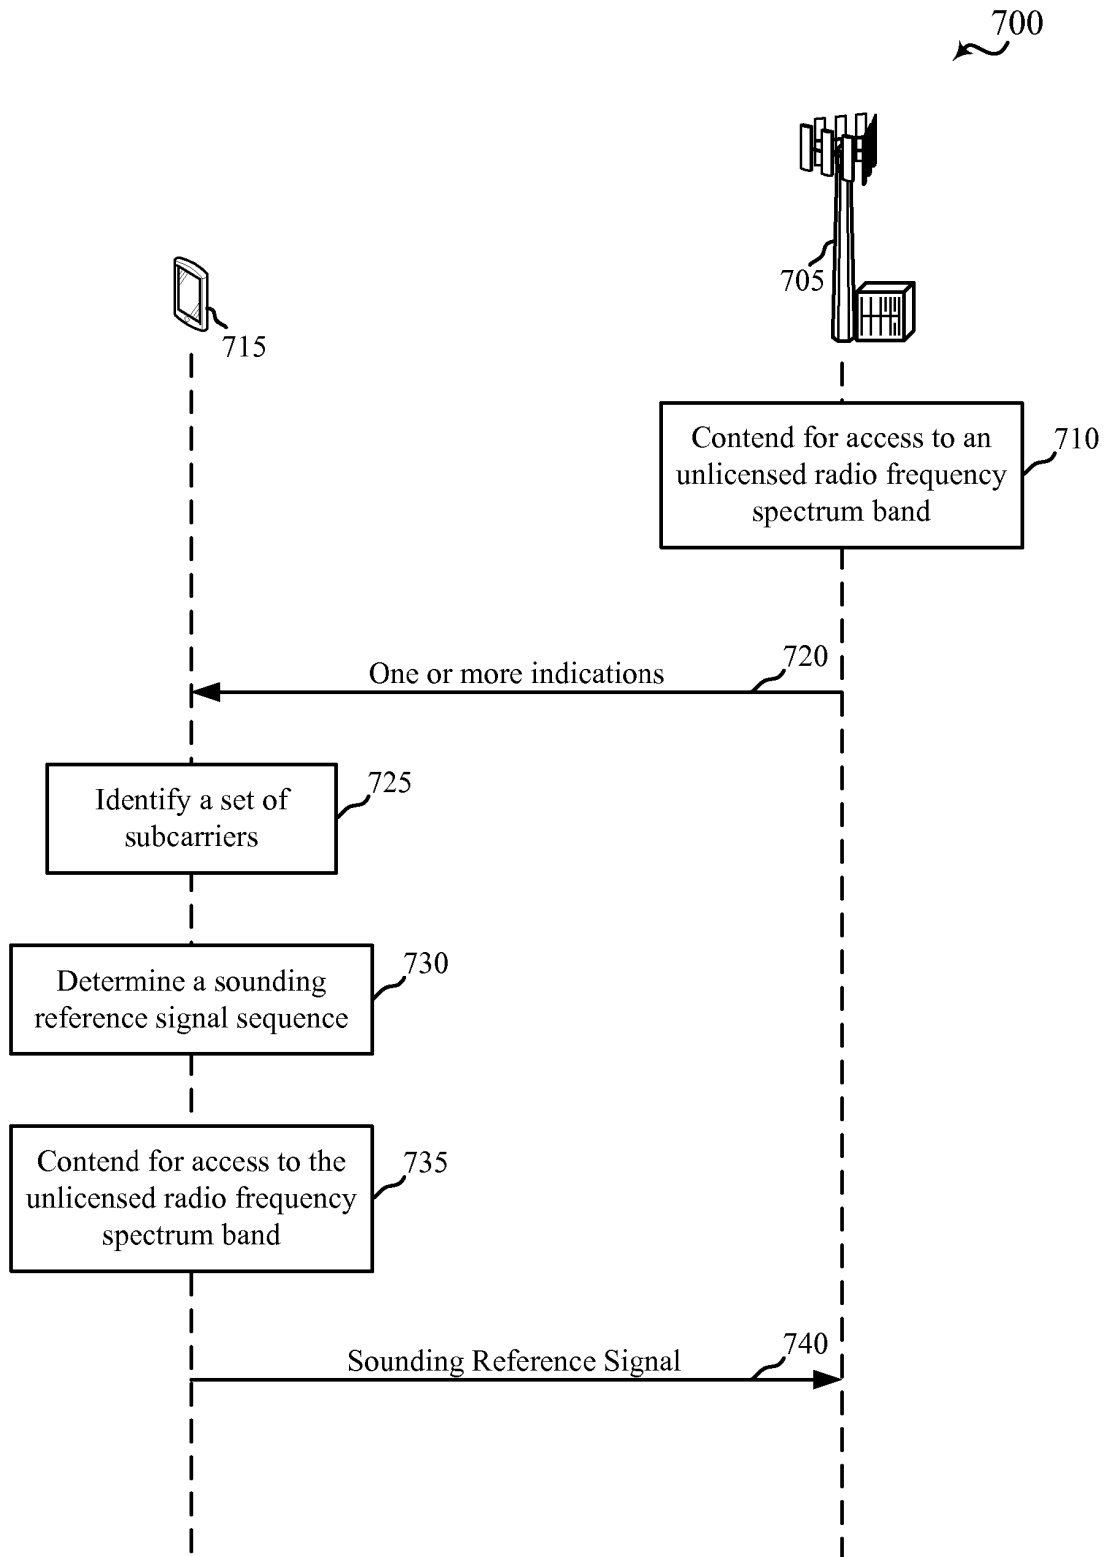 700
705
715
Contend for access to an
unlicensed radio frequency
spectrum band
710
One or more indications
720
Identify a set of
subcarriers
725
Determine a sounding
reference signal sequence
730
Contend for access to the
unlicensed radio frequency
spectrum band
735
Sounding Reference Signal
740